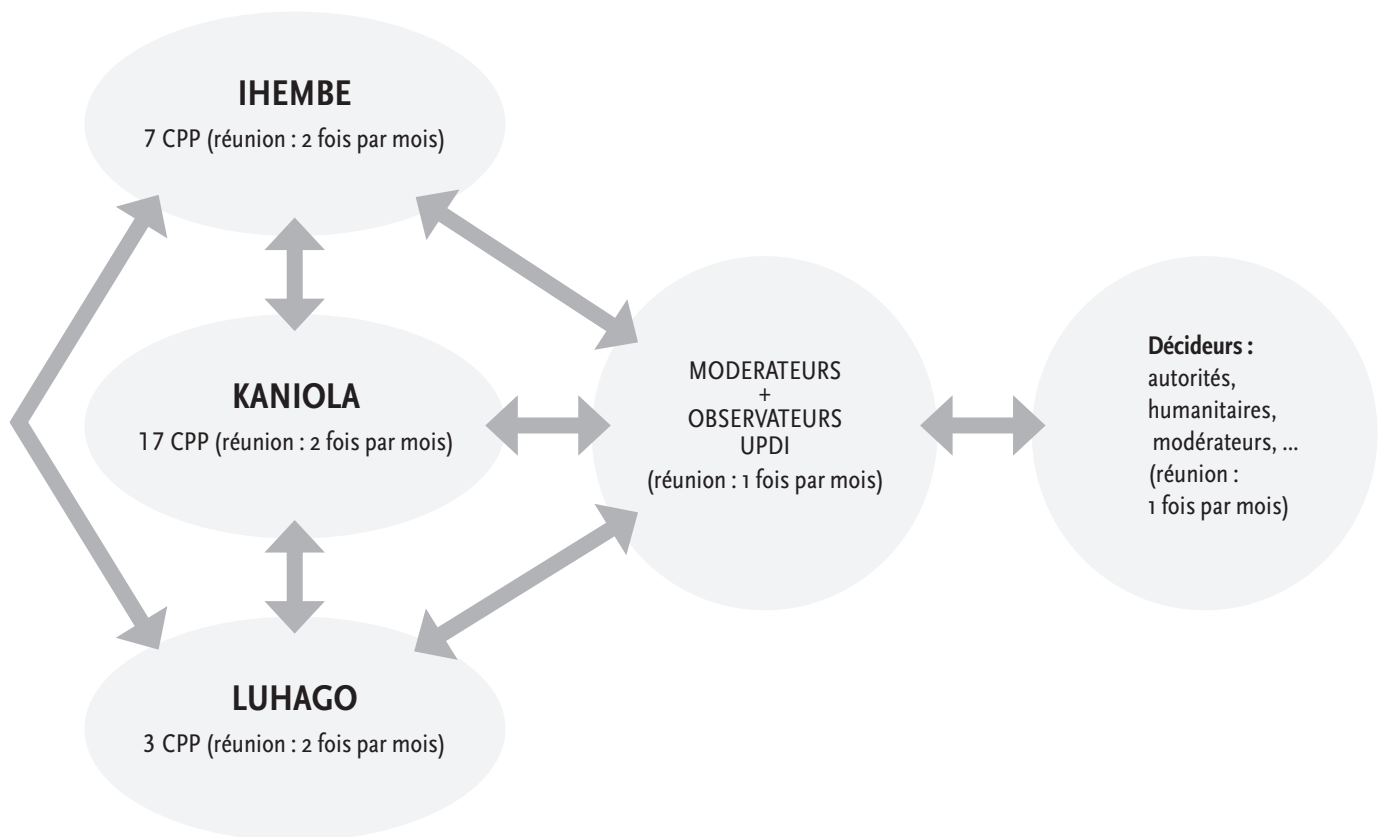 IHEMBE
7 CPP (réunion : 2 fois par mois)
KANIOLA
17 CPP (réunion : 2 fois par mois)
LUHAGO
3 CPP (réunion : 2 fois par mois)
MODERATEURS
+
OBSERVATEURS
UPDI
(réunion : 1 fois par mois)
Décideurs :
autorités,
humanitaires,
modérateurs, ...
(réunion :
1 fois par mois)